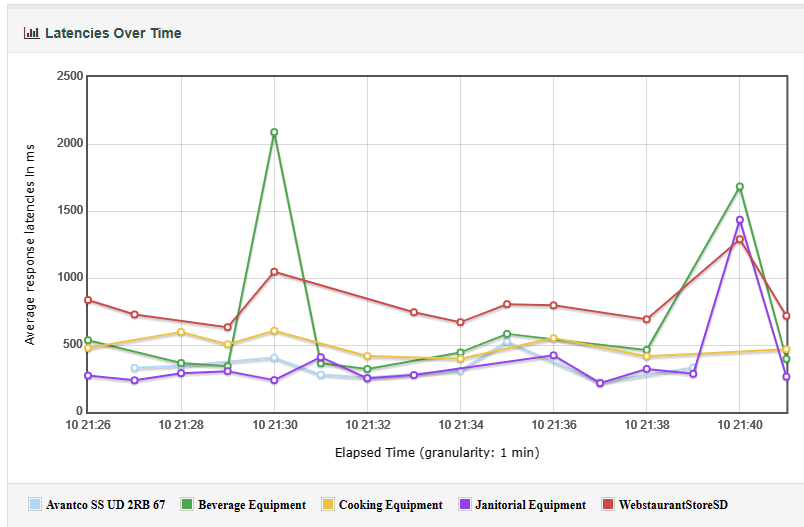 Latencies Over Time
Average response latencies in ms
2500
2000
1500
1000
500
0
10 21:26 10 21:28 10 21:30 10 21:32 10 21:34 10 21:36 10 21:38 10 21:40
Elapsed Time (granularity: 1 min)
Avantco SS UD 2RB 67 Beverage Equipment Cooking Equipment Janitorial Equipment WebstaurantStoreSD